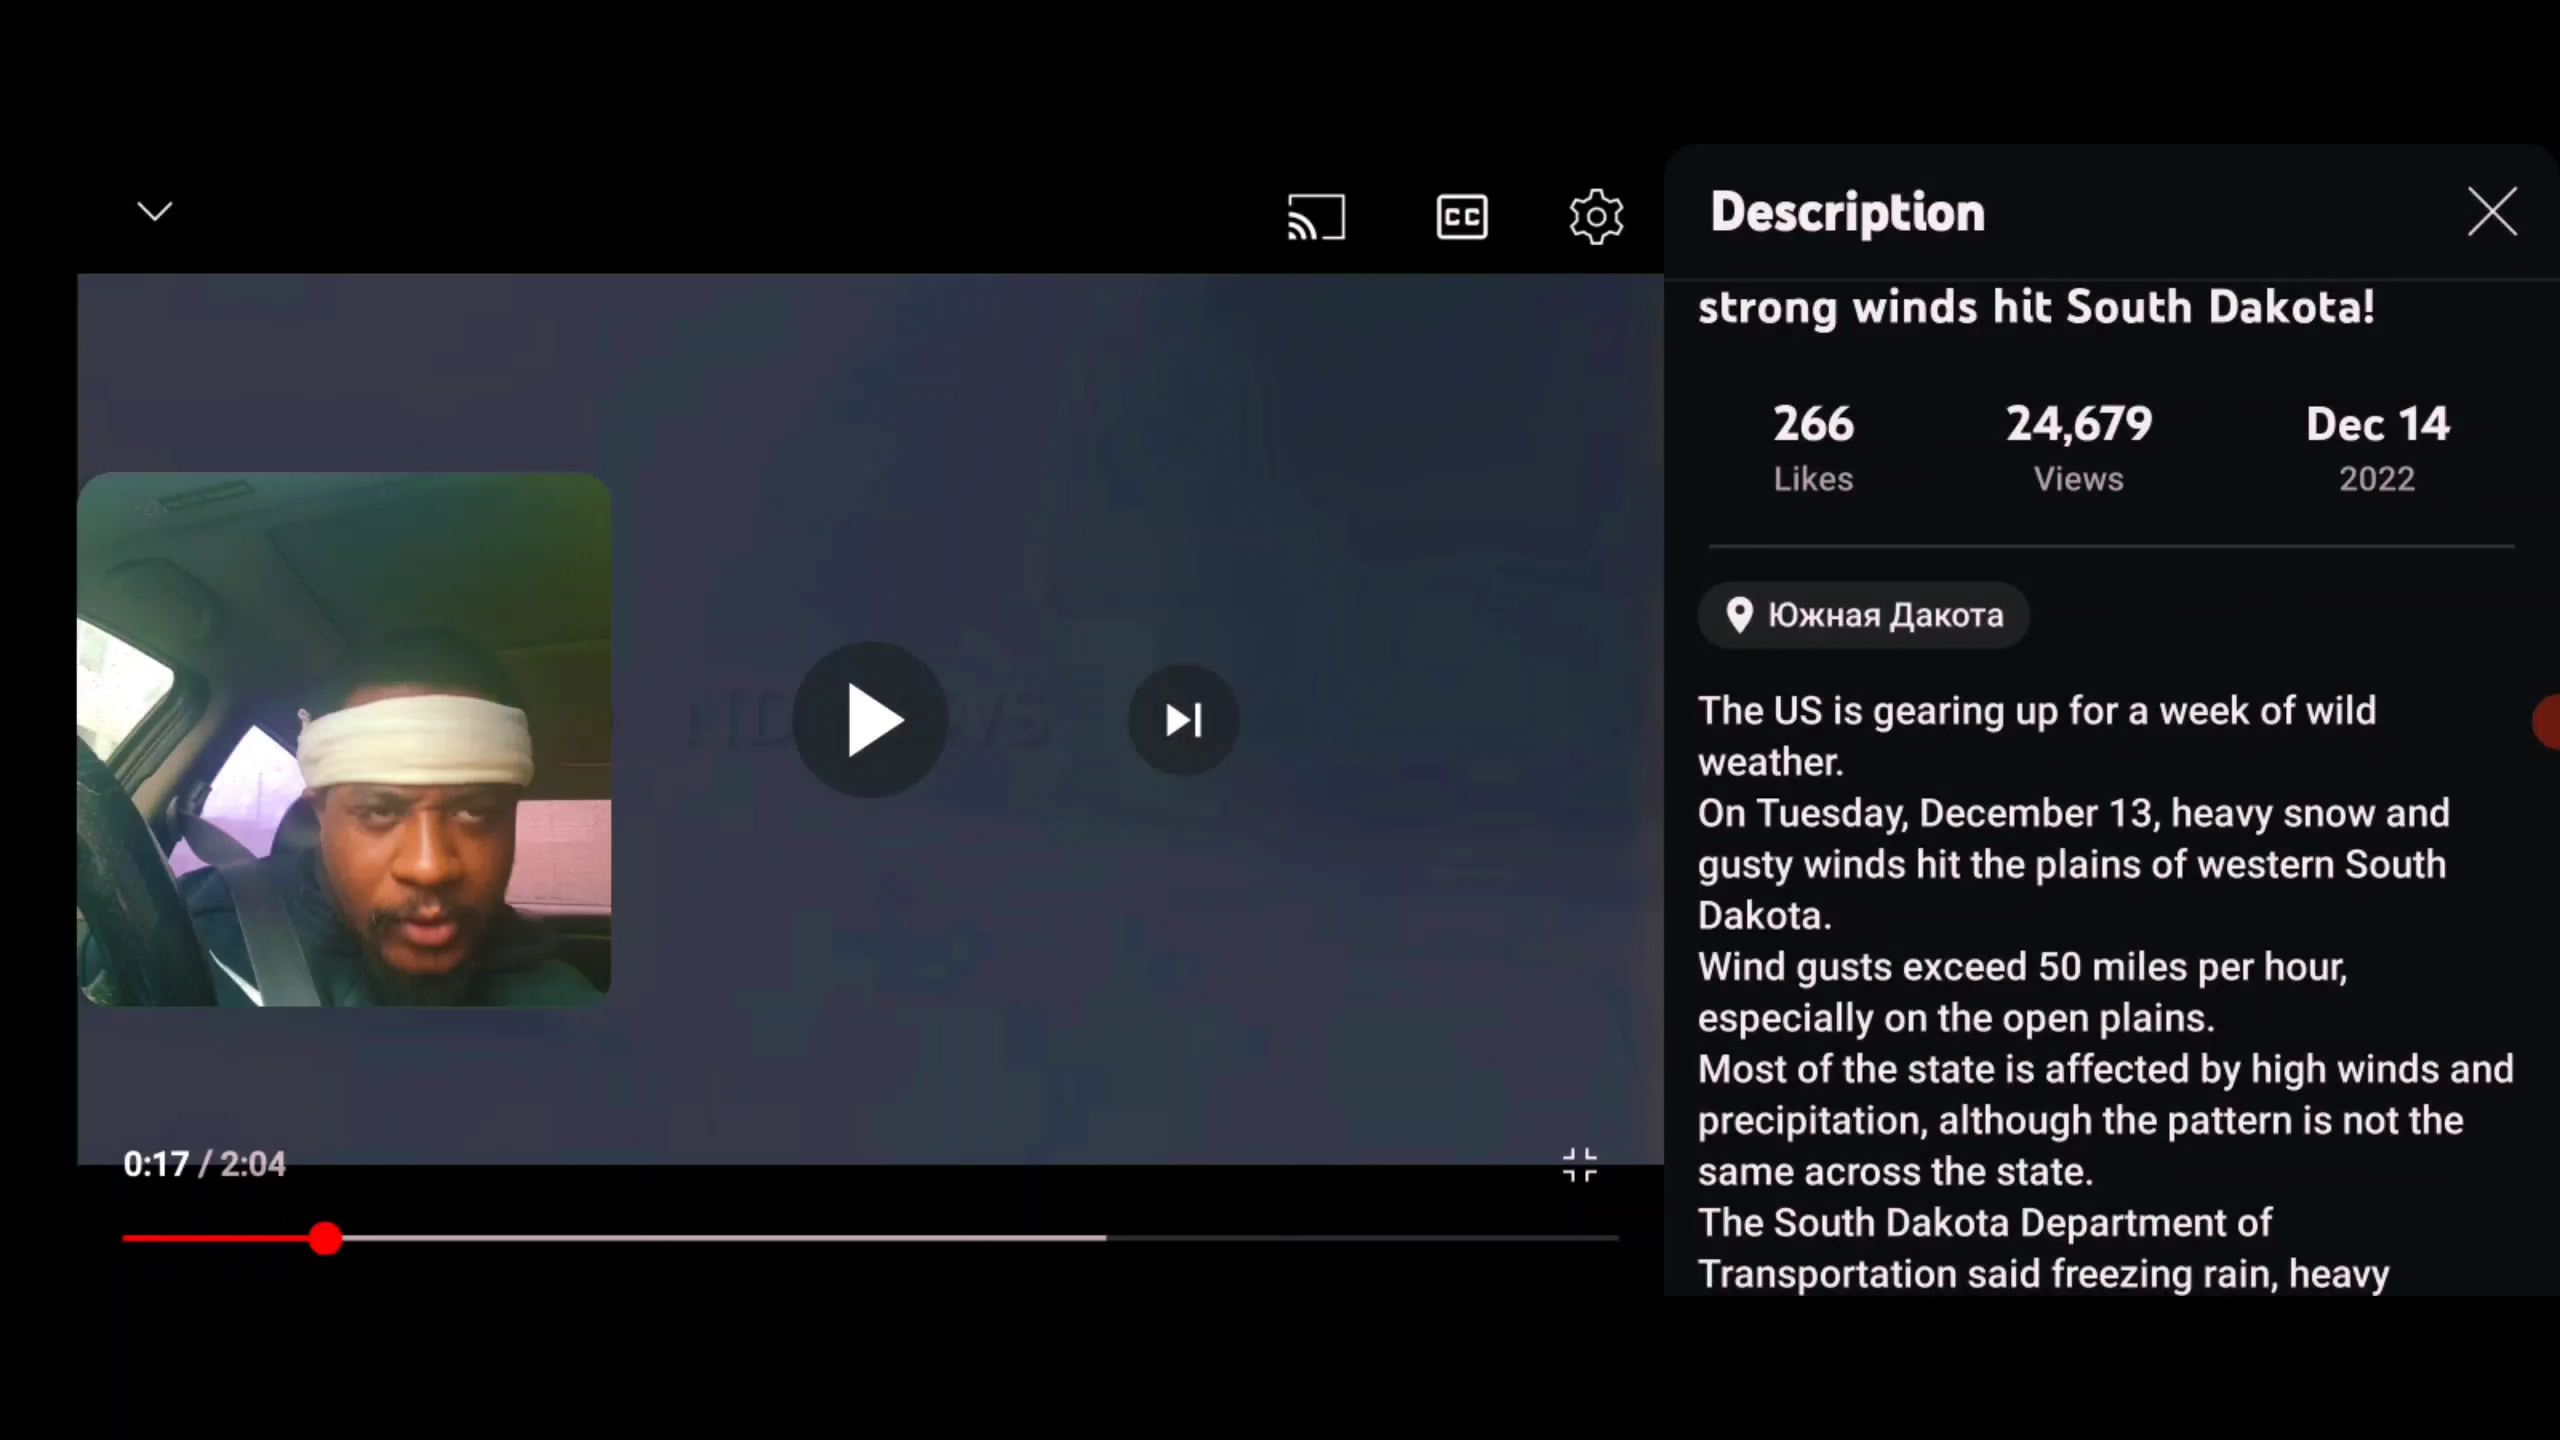 CC
Description
strong winds hit South Dakota!
266
Likes
24,679
Views
Dec 14
2022
Южная Дакота
The US is gearing up for a week of wild
weather.
On Tuesday, December 13, heavy snow and
gusty winds hit the plains of western South
Dakota.
Wind gusts exceed 50 miles per hour,
especially on the open plains.
Most of the state is affected by high winds and
precipitation, although the pattern is not the
same across the state.
The South Dakota Department of
Transportation said freezing rain, heavy
0:17 / 2:04